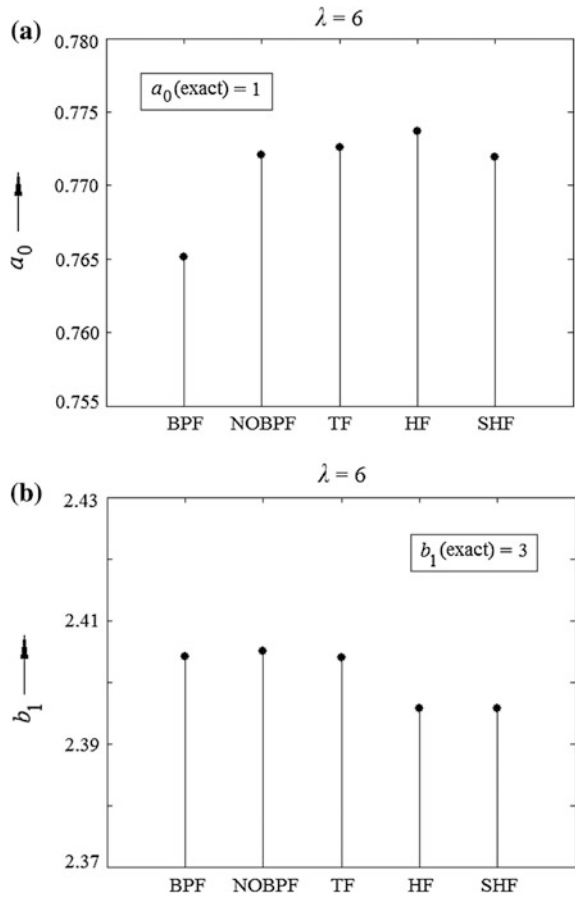 (a)
λ = 6
0.780
a₀(exact) = 1
0.775
0.770
0.765
0.760
0.755
a₀
BPF NOBPF TF HF SHF
(b)
λ = 6
2.43
b₁(exact) = 3
2.41
2.39
2.37
b₁
BPF NOBPF TF HF SHF